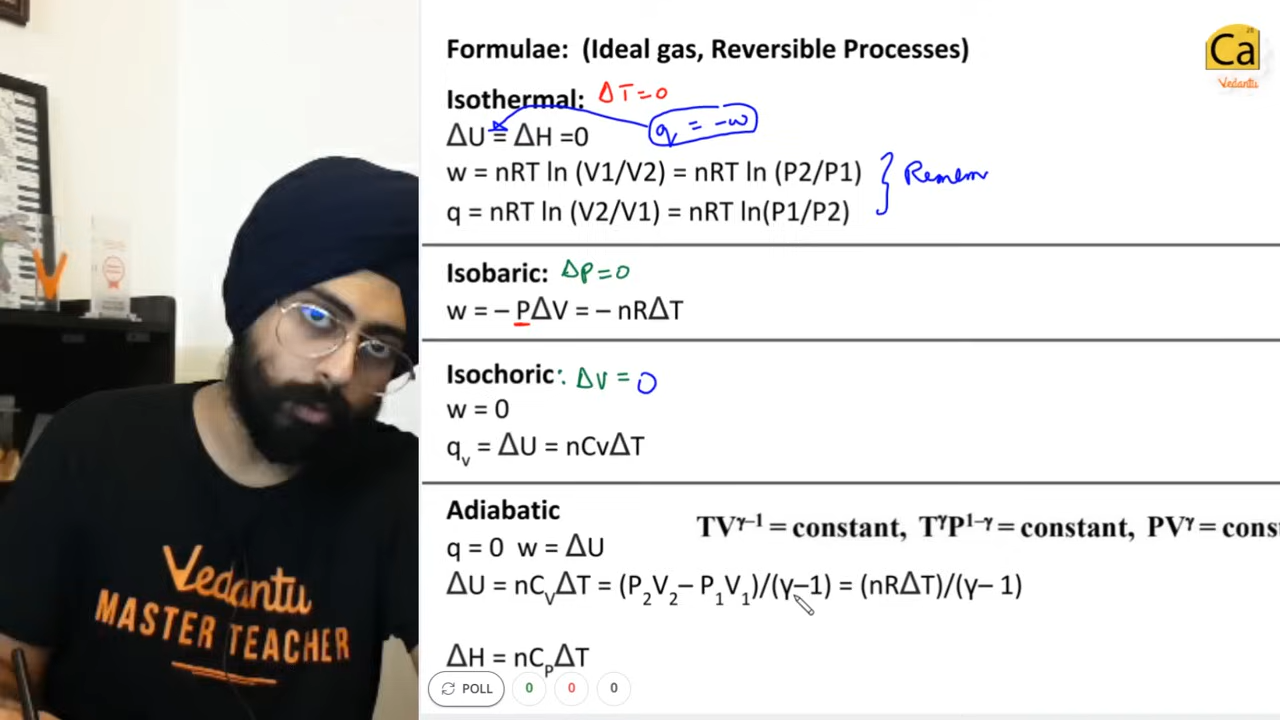 Formulae: (Ideal gas, Reversible Processes)
Ca
Vedantu
Isothermal: ΔT=0
ΔU = ΔH =0 q = -w
w = nRT ln (V1/V2) = nRT ln (P2/P1)
q = nRT ln (V2/V1) = nRT ln(P1/P2)
} Remem
Isobaric: ΔP=0
w = – PΔV = – nRΔT
Isochoric: ΔV = 0
w = 0
qᵥ = ΔU = nCvΔT
Adiabatic
q = 0 w = ΔU
TVᵞ⁻¹ = constant, TᵞP¹⁻ᵞ = constant, PVᵞ = cons
ΔU = nCᵥΔT = (P₂V₂– P₁V₁)/(γ–1) = (nRΔT)/(γ– 1)
ΔH = nCₚΔT
POLL 0 0 0
Vedantu
MASTER TEACHER